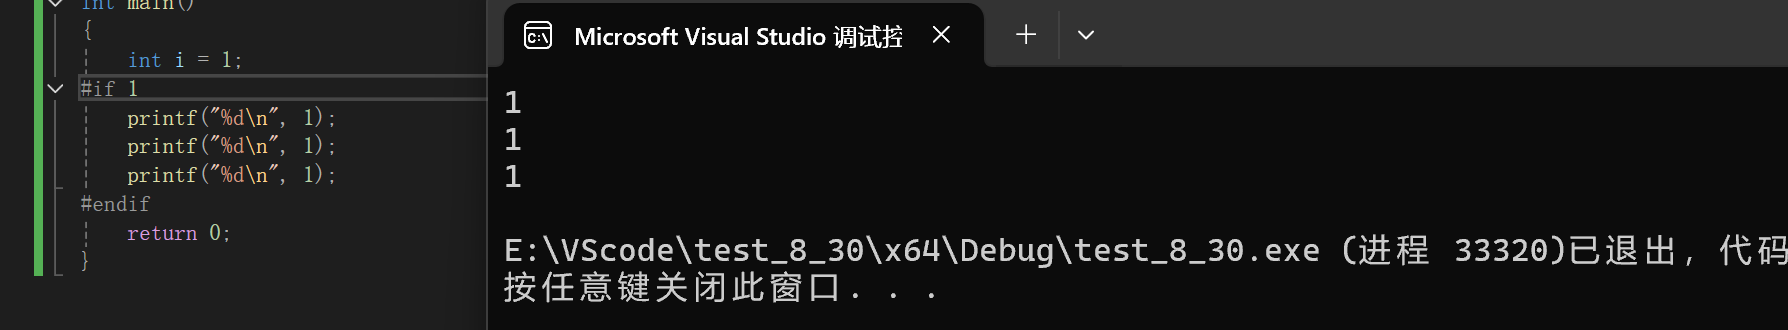 int main()
{
int i = 1;
#if 1
printf("%d\n", 1);
printf("%d\n", 1);
printf("%d\n", 1);
#endif
return 0;
}
Microsoft Visual Studio 调试控
1
1
1
E:\VScode\test_8_30\x64\Debug\test_8_30.exe (进程 33320)已退出，代码
按任意键关闭此窗口. . .